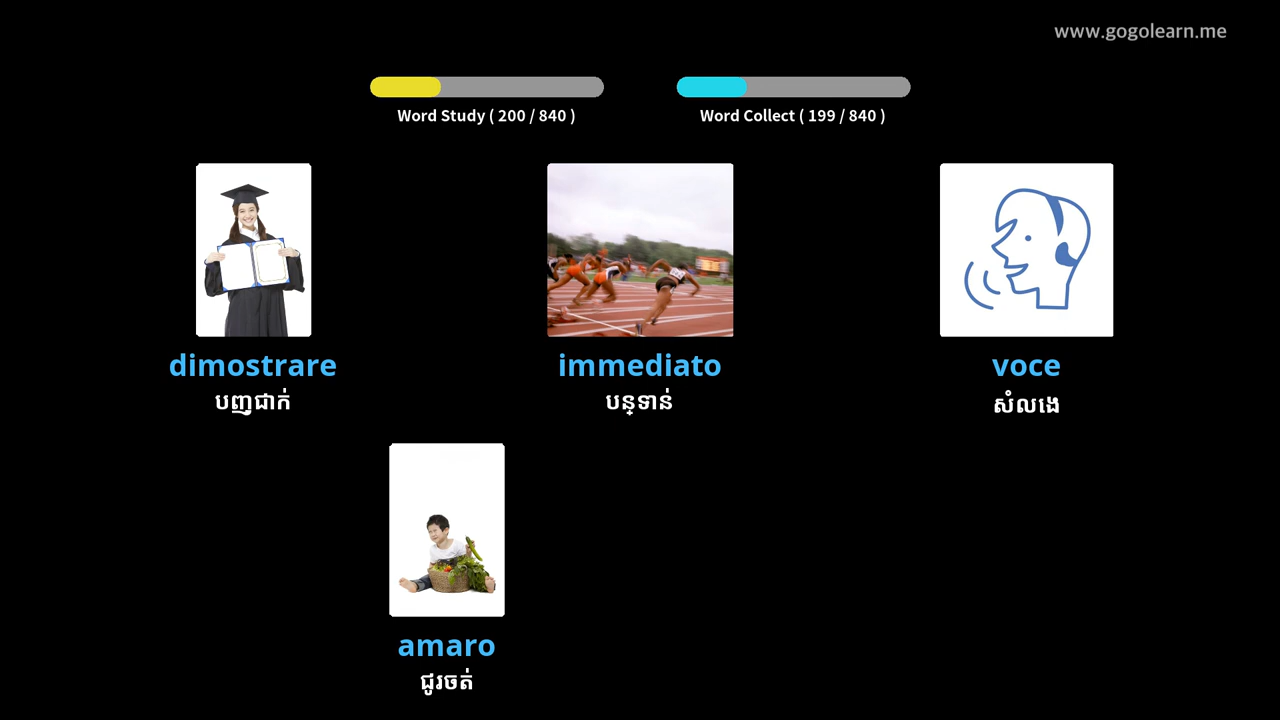 www.gogolearn.me
Word Study ( 200 / 840 )
Word Collect ( 199 / 840 )
dimostrare
បញ្ជាក់
immediato
បន្ទាន់
voce
សំលេង
amaro
ជូរចត់